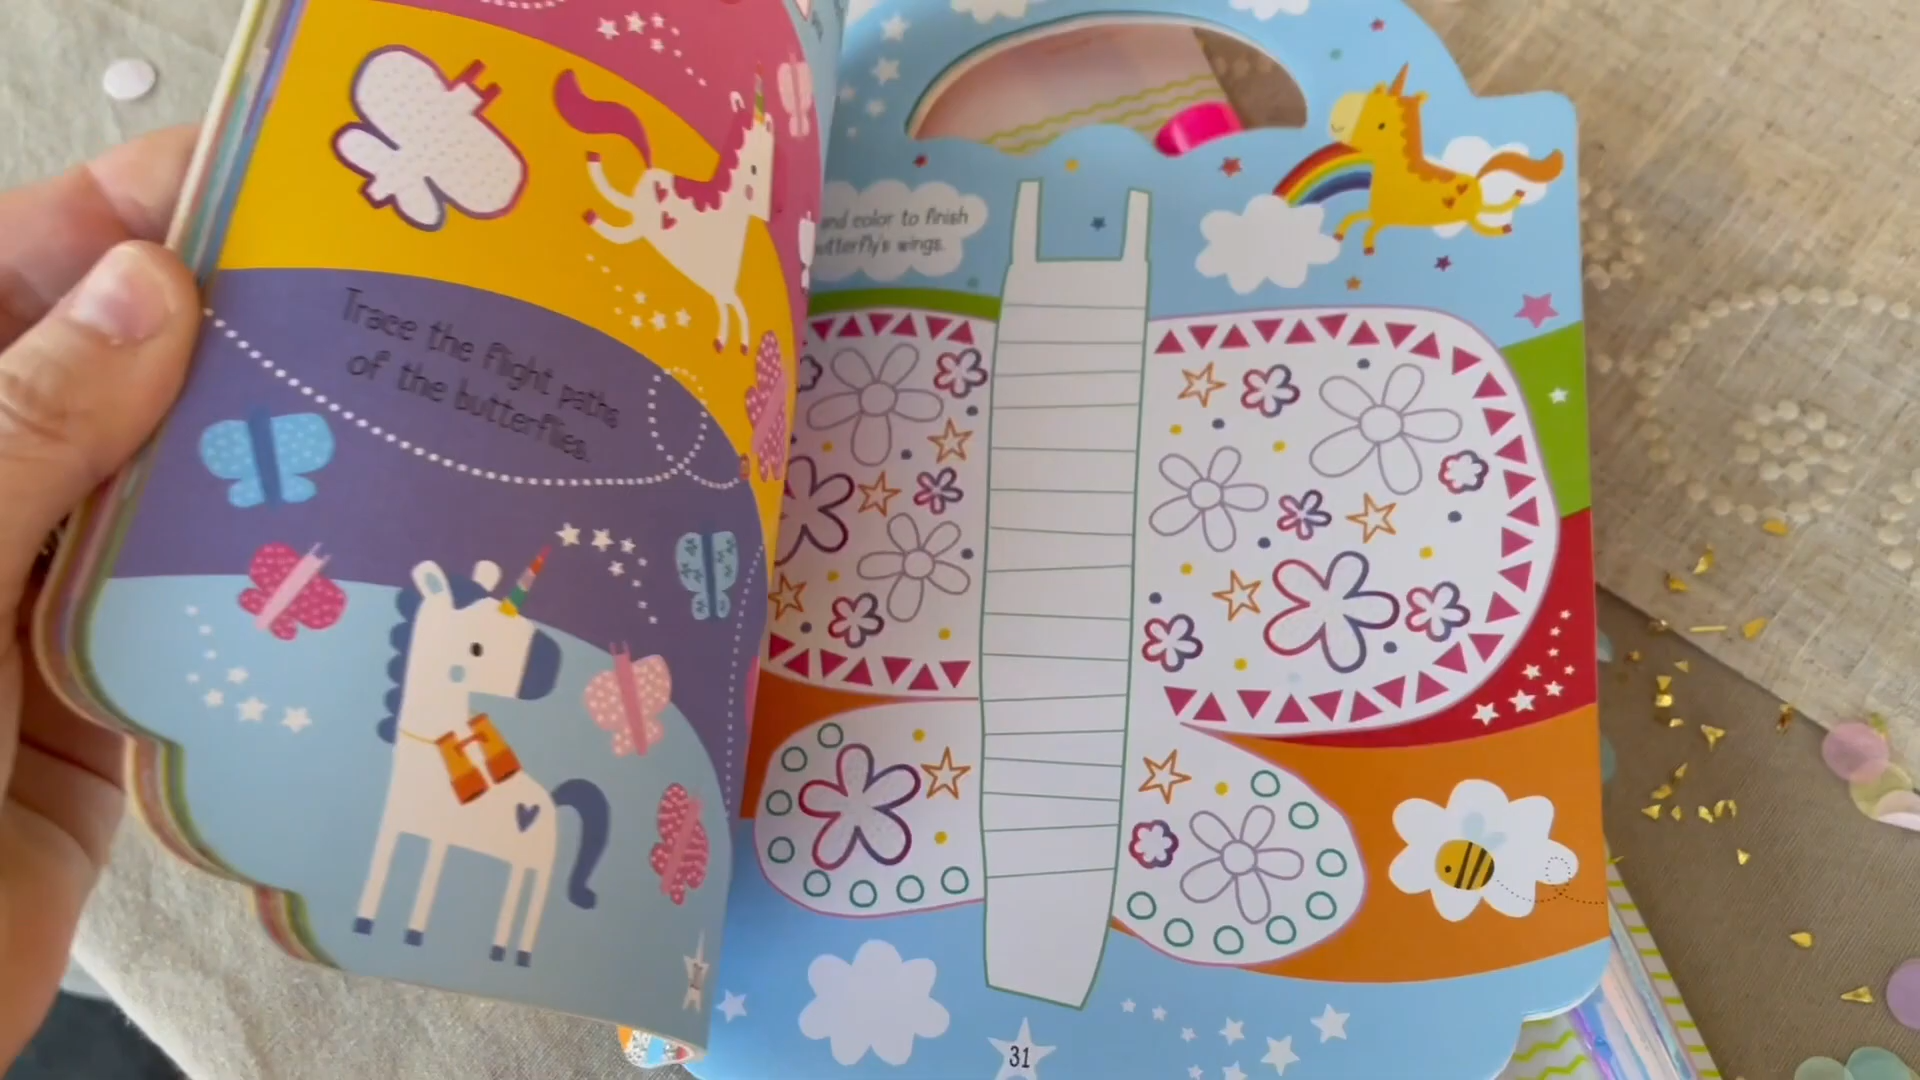 Trace the flight paths
of the butterflies.
and color to finish
butterfly's wings.
31